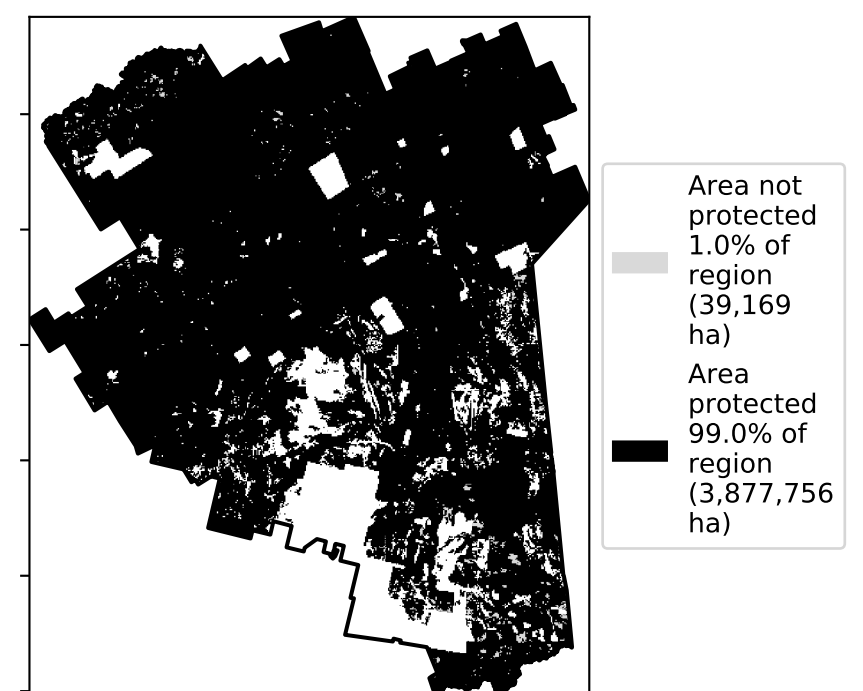 Area not
protected
1.0% of
region
(39,169
ha)
Area
protected
99.0% of
region
(3,877,756
ha)